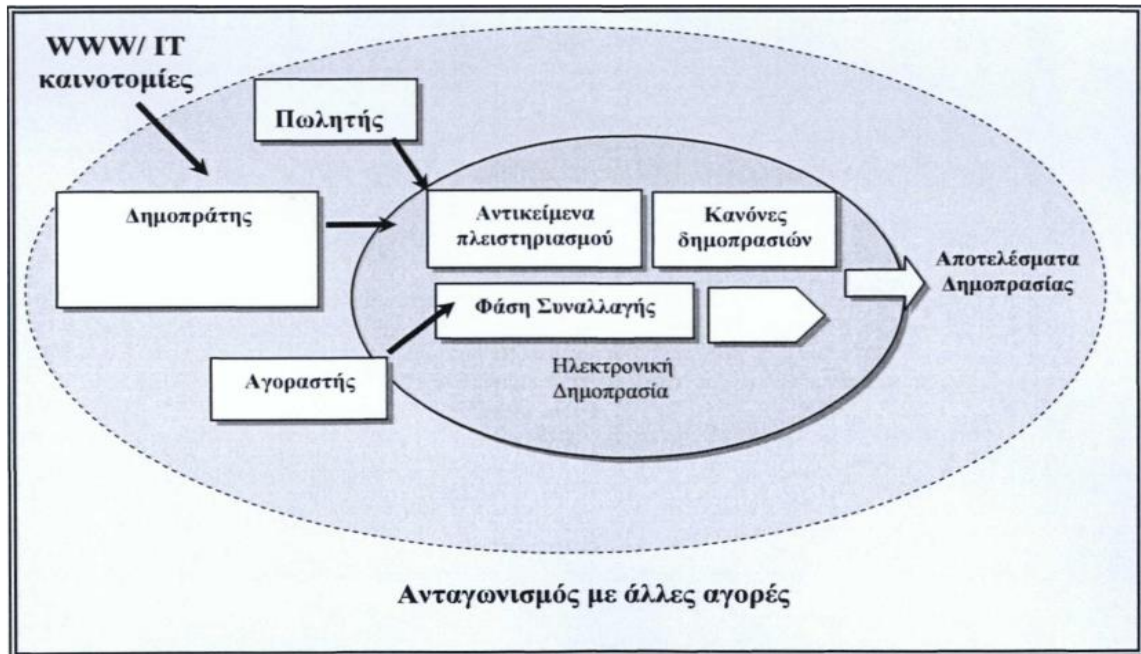 WWW/ IT
καινοτομίες
Πωλητής
Δημοπράτης
Αντικείμενα
πλειστηριασμού
Κανόνες
δημοπρασιών
Αποτελέσματα
Δημοπρασίας
Φάση Συναλλαγής
Αγοραστής
Ηλεκτρονική
Δημοπρασία
Ανταγωνισμός με άλλες αγορές